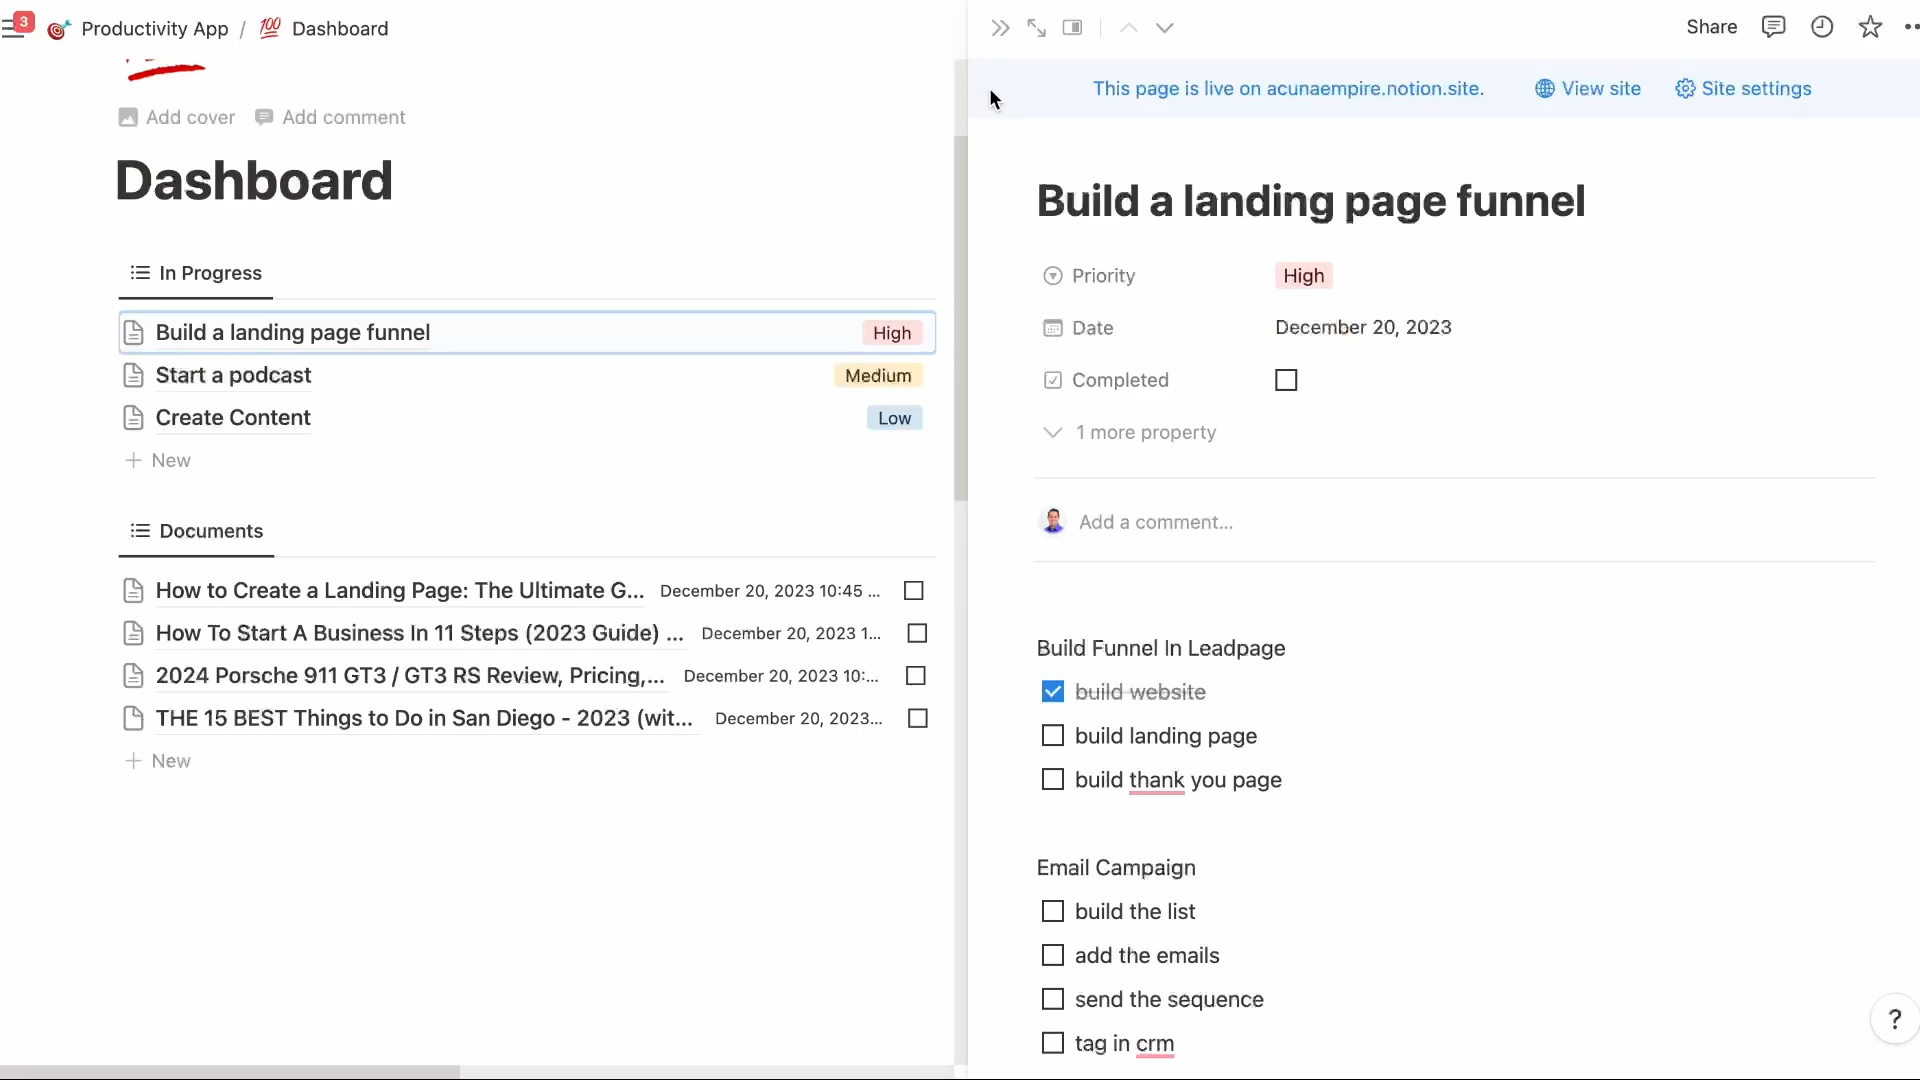 3
Productivity App / 💯 Dashboard
Add cover Add comment
Dashboard
In Progress
Build a landing page funnel High
Start a podcast Medium
Create Content Low
+ New
Documents
How to Create a Landing Page: The Ultimate G... December 20, 2023 10:45 ...
How To Start A Business In 11 Steps (2023 Guide) ... December 20, 2023 1...
2024 Porsche 911 GT3 / GT3 RS Review, Pricing,... December 20, 2023 10:...
THE 15 BEST Things to Do in San Diego - 2023 (wit... December 20, 2023...
+ New
Share
This page is live on acunaempire.notion.site. View site Site settings
Build a landing page funnel
Priority High
Date December 20, 2023
Completed
1 more property
Add a comment...
Build Funnel In Leadpage
build website
build landing page
build thank you page
Email Campaign
build the list
add the emails
send the sequence
tag in crm
?